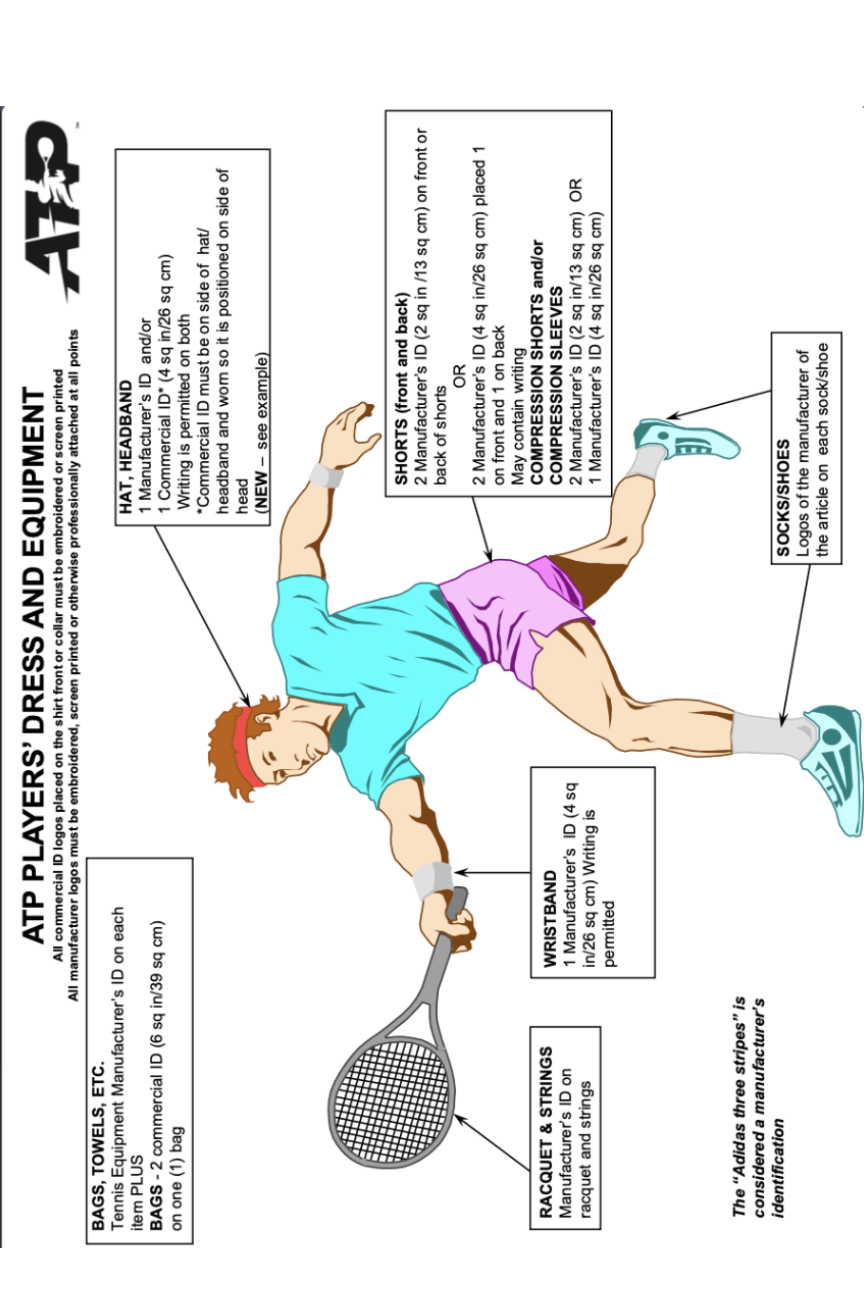 ATP
ATP PLAYERS' DRESS AND EQUIPMENT
All commercial ID logos placed on the shirt front or collar must be embroidered or screen printed
All manufacturer logos must be embroidered, screen printed or otherwise professionally attached at all points
BAGS, TOWELS, ETC.
Tennis Equipment Manufacturer's ID on each
item PLUS
BAGS - 2 commercial ID (6 sq in/39 sq cm)
on one (1) bag
HAT, HEADBAND
1 Manufacturer's ID and/or
1 Commercial ID* (4 sq in/26 sq cm)
Writing is permitted on both
*Commercial ID must be on side of hat/
headband and worn so it is positioned on side of
head
(NEW – see example)
SHORTS (front and back)
2 Manufacturer's ID (2 sq in /13 sq cm) on front or
back of shorts
OR
2 Manufacturer's ID (4 sq in/26 sq cm) placed 1
on front and 1 on back
May contain writing
COMPRESSION SHORTS and/or
COMPRESSION SLEEVES
2 Manufacturer's ID (2 sq in/13 sq cm) OR
1 Manufacturer's ID (4 sq in/26 sq cm)
WRISTBAND
1 Manufacturer's ID (4 sq
in/26 sq cm) Writing is
permitted
RACQUET & STRINGS
Manufacturer's ID on
racquet and strings
SOCKS/SHOES
Logos of the manufacturer of
the article on each sock/shoe
The "Adidas three stripes" is
considered a manufacturer's
identification